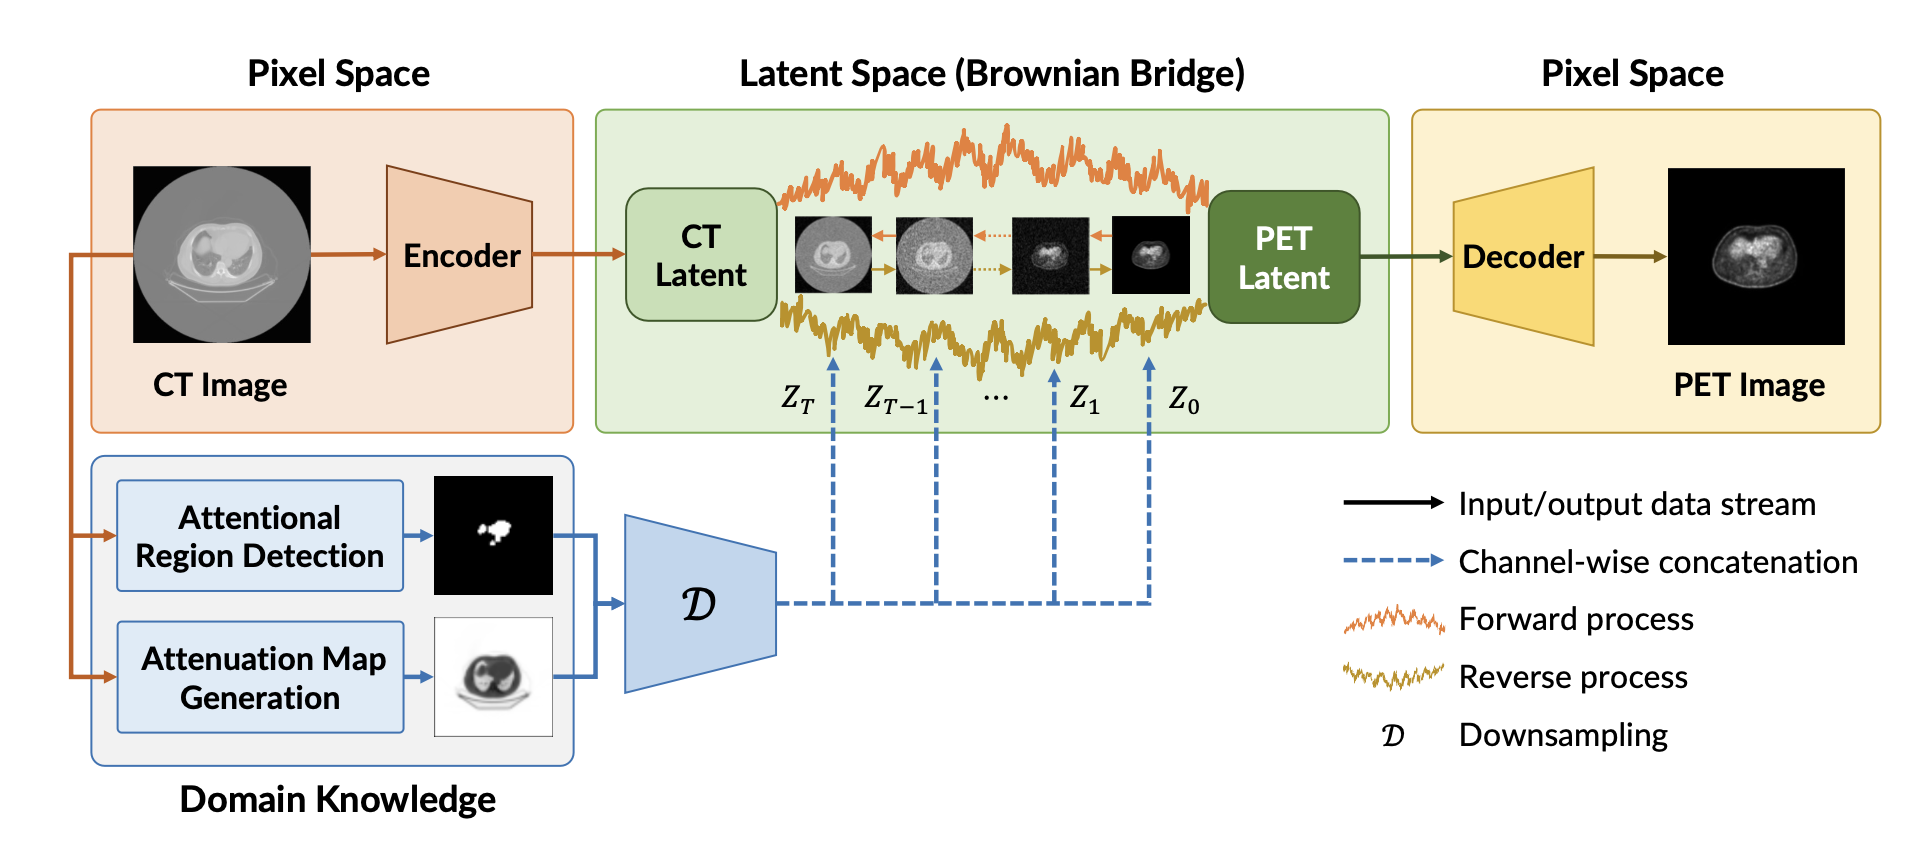 Pixel Space
Latent Space (Brownian Bridge)
Pixel Space
CT Image
Encoder
CT
Latent
PET
Latent
Decoder
PET Image
Z_T
Z_{T−1}
...
Z_1
Z_0
Attentional
Region Detection
Attenuation Map
Generation
𝒟
Domain Knowledge
Input/output data stream
Channel-wise concatenation
Forward process
Reverse process
𝒟 Downsampling